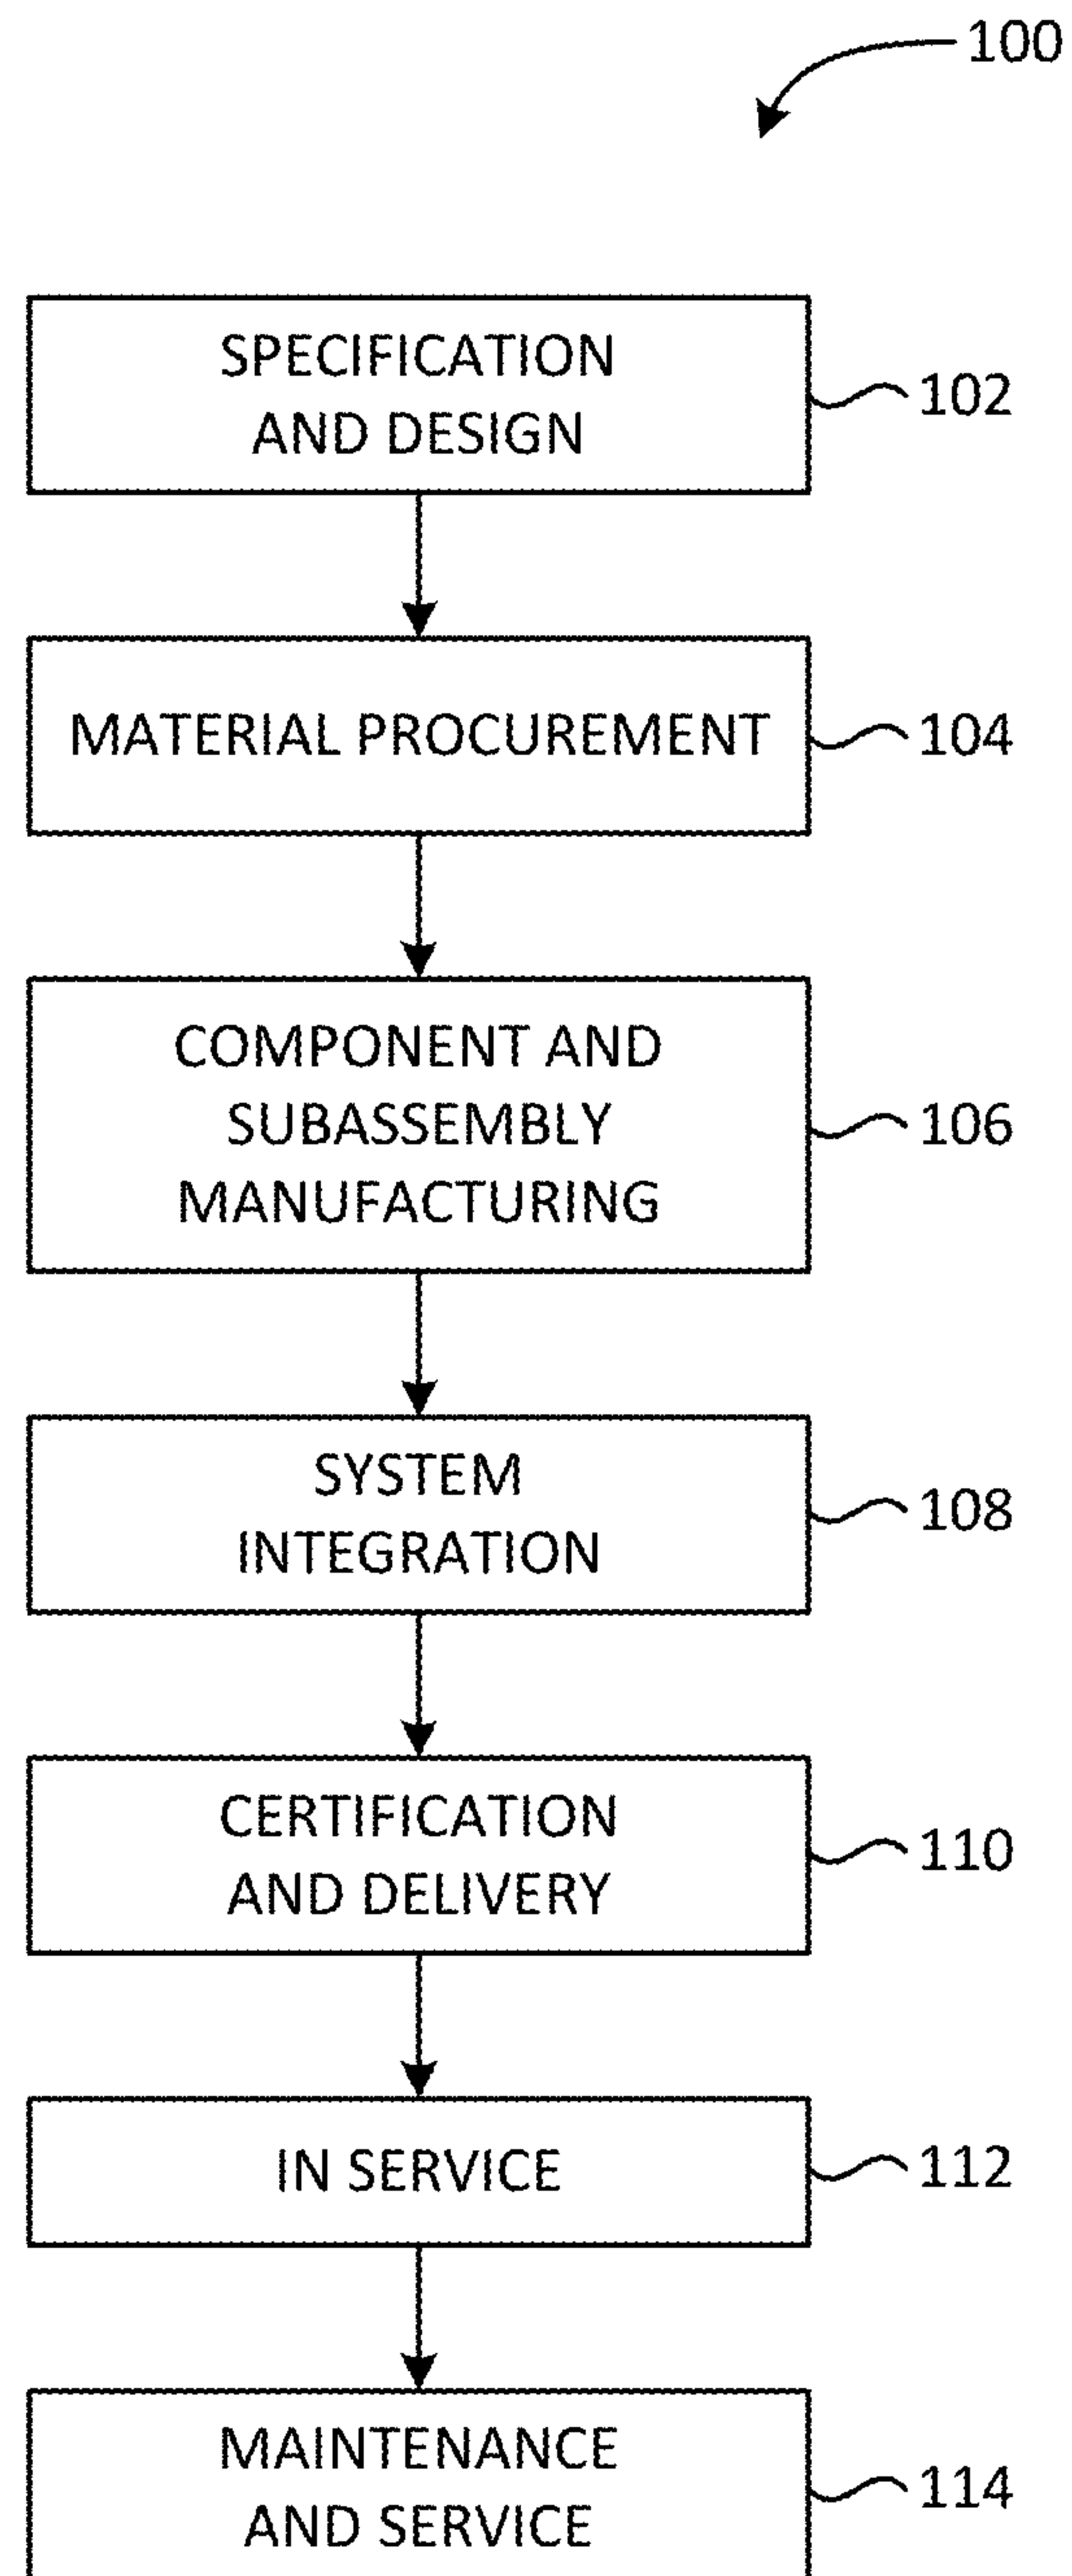 100
SPECIFICATION
AND DESIGN
102
MATERIAL PROCUREMENT
104
COMPONENT AND
SUBASSEMBLY
MANUFACTURING
106
SYSTEM
INTEGRATION
108
CERTIFICATION
AND DELIVERY
110
IN SERVICE
112
MAINTENANCE
AND SERVICE
114